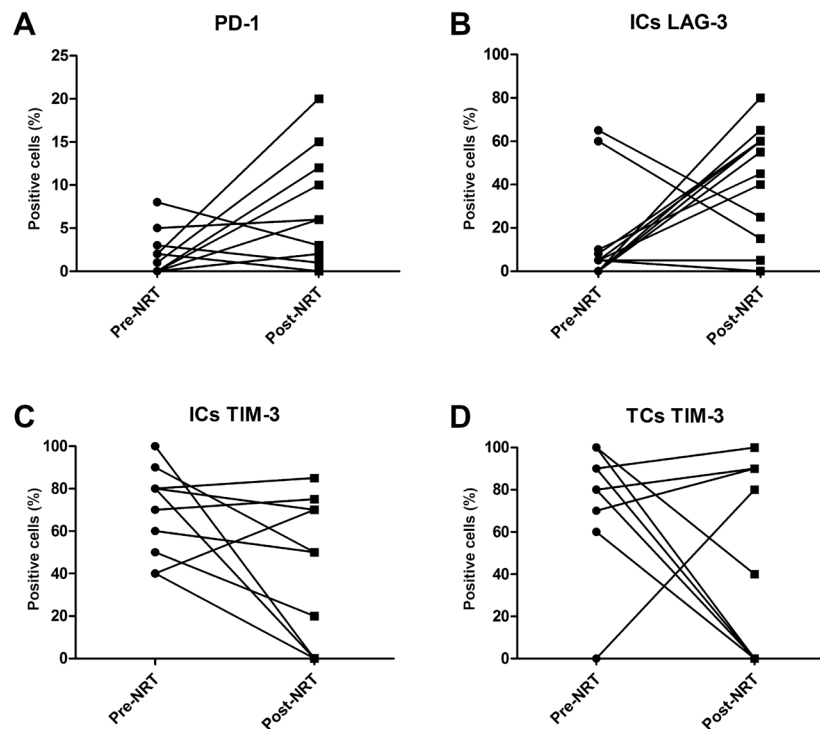 A
PD-1
Positive cells (%)
25
20
15
10
5
0
Pre-NRT
Post-NRT
B
ICs LAG-3
Positive cells (%)
100
80
60
40
20
0
Pre-NRT
Post-NRT
C
ICs TIM-3
Positive cells (%)
100
80
60
40
20
0
Pre-NRT
Post-NRT
D
TCs TIM-3
Positive cells (%)
100
80
60
40
20
0
Pre-NRT
Post-NRT